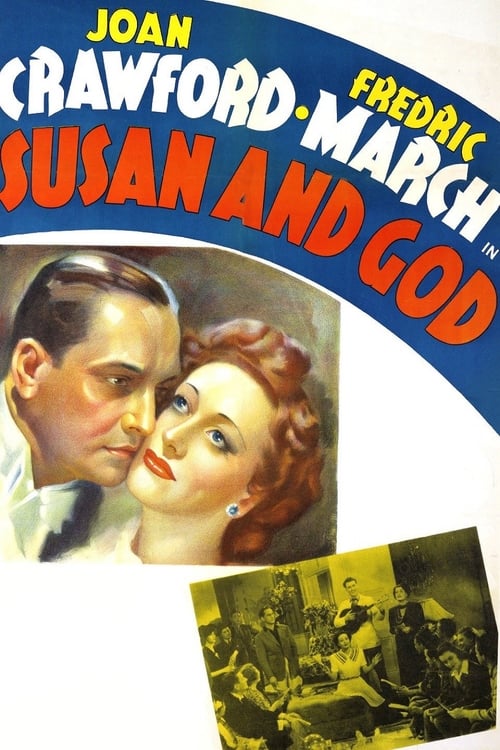 JOAN
CRAWFORD·
FREDRIC
MARCH
IN
SUSAN AND GOD